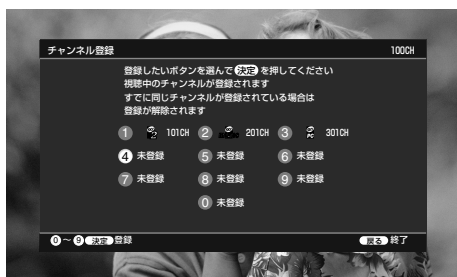 チャンネル登録 100CH
登録したいボタンを選んで 決定 を押してください
視聴中のチャンネルが登録されます
すでに同じチャンネルが登録されている場合は
登録が解除されます
1 101CH 2 201CH 3 301CH
4 未登録 5 未登録 6 未登録
7 未登録 8 未登録 9 未登録
0 未登録
0～9 決定 登録 戻る 終了